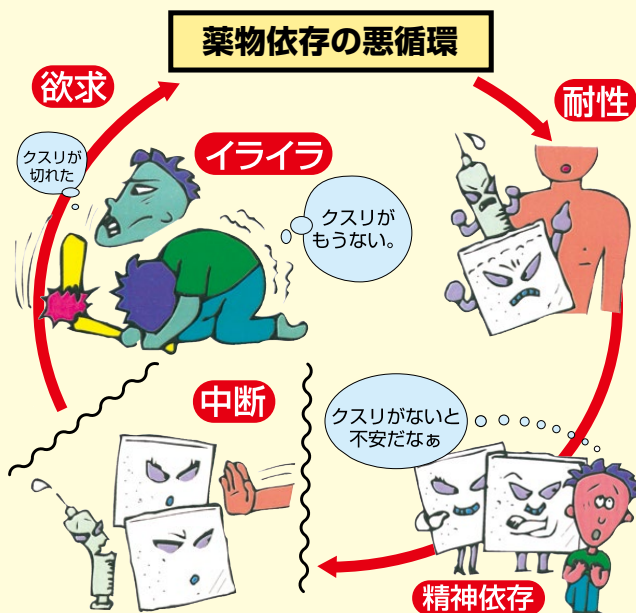 薬物依存の悪循環
欲求
耐性
クスリが
切れた
イライラ
クスリが
もうない。
中断
クスリがないと
不安だなぁ
精神依存